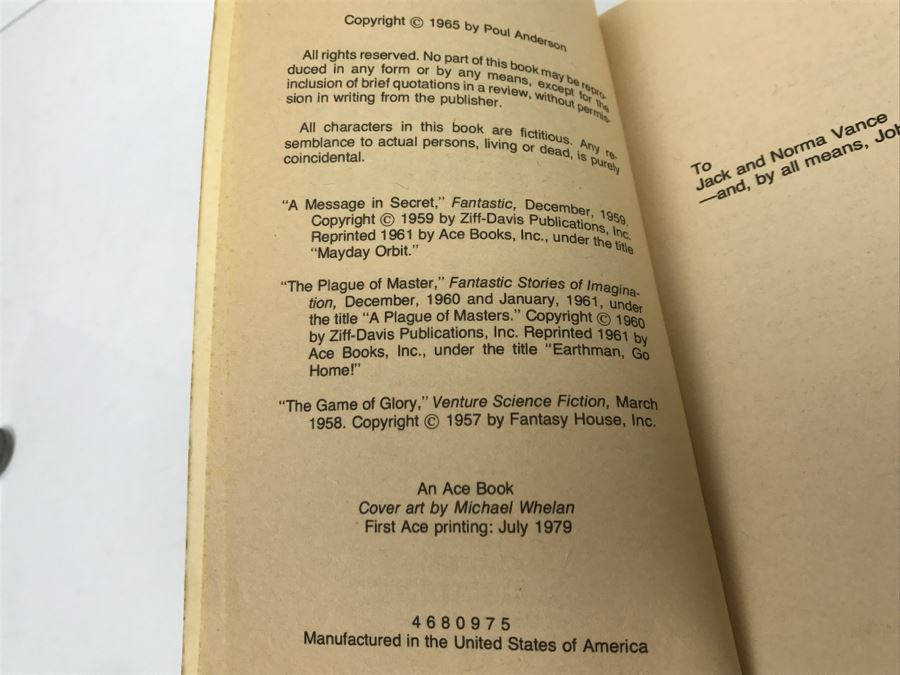 Copyright © 1965 by Poul Anderson
All rights reserved. No part of this book may be repro-
duced in any form or by any means, except for the
inclusion of brief quotations in a review, without permis-
sion in writing from the publisher.
All characters in this book are fictitious. Any re-
semblance to actual persons, living or dead, is purely
coincidental.
“A Message in Secret,” Fantastic, December, 1959.
Copyright © 1959 by Ziff-Davis Publications, Inc.
Reprinted 1961 by Ace Books, Inc., under the title
“Mayday Orbit.”
“The Plague of Master,” Fantastic Stories of Imagina-
tion, December, 1960 and January, 1961, under
the title “A Plague of Masters.” Copyright © 1960
by Ziff-Davis Publications, Inc. Reprinted 1961 by
Ace Books, Inc., under the title “Earthman, Go
Home!”
“The Game of Glory,” Venture Science Fiction, March
1958. Copyright © 1957 by Fantasy House, Inc.
An Ace Book
Cover art by Michael Whelan
First Ace printing: July 1979
4 6 8 0 9 7 5
Manufactured in the United States of America
To
Jack and Norma Vance
—and, by all means,